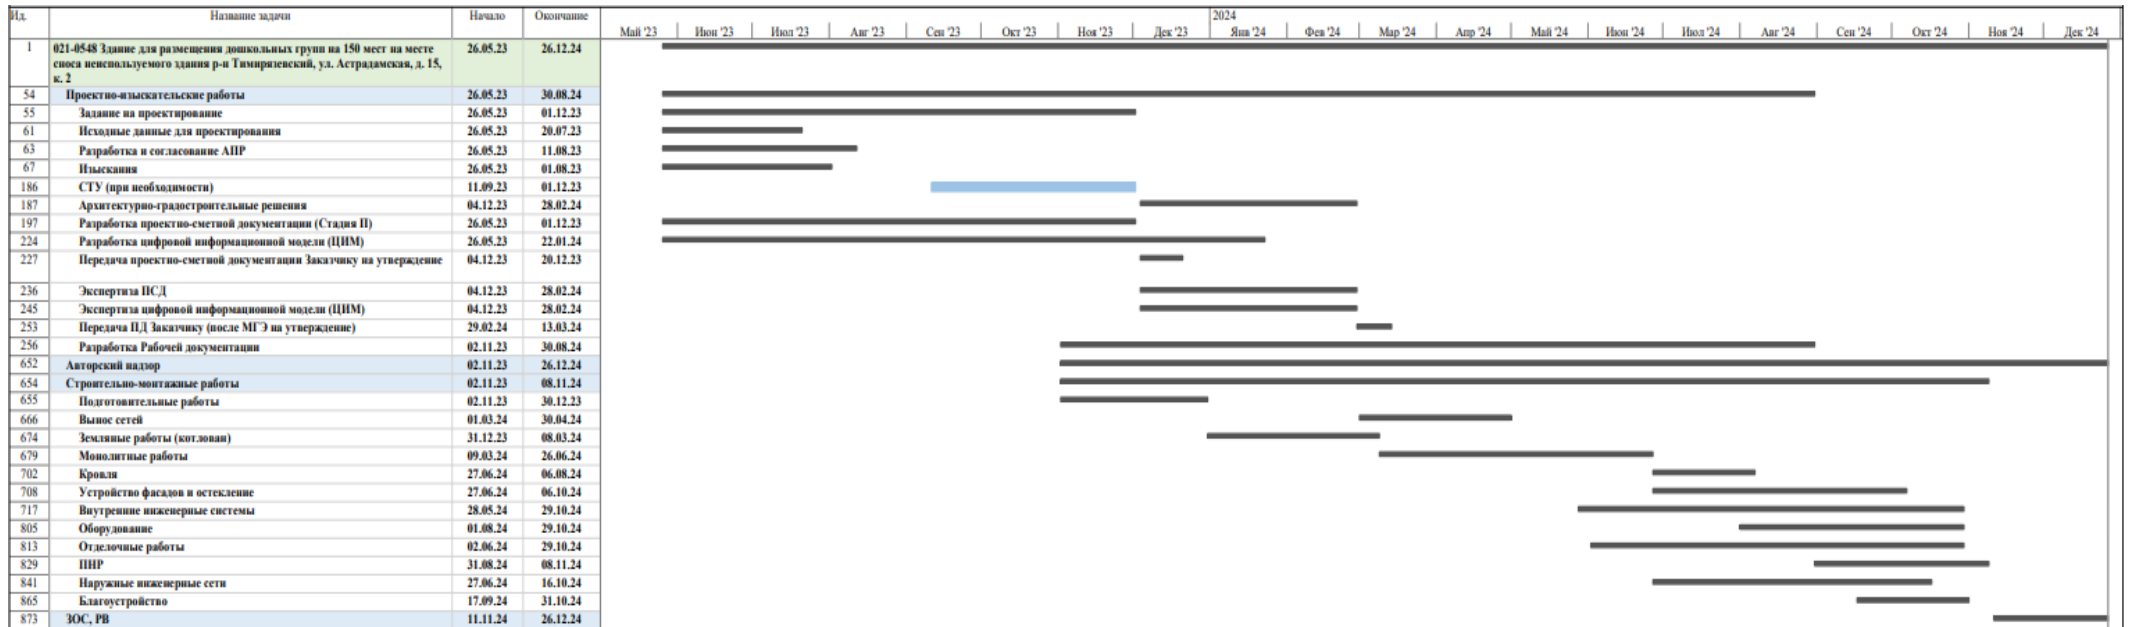 Ид. Название задачи Начало Окончание 2024
Май '23 Июн '23 Июл '23 Авг '23 Сен '23 Окт '23 Ноя '23 Дек '23 Янв '24 Фев '24 Мар '24 Апр '24 Май '24 Июн '24 Июл '24 Авг '24 Сен '24 Окт '24 Ноя '24 Дек '24
1 021-0548 Здание для размещения дошкольных групп на 150 мест на месте 26.05.23 26.12.24
сноса неиспользуемого здания р-н Тимирязевский, ул. Астрадамская, д. 15,
к. 2
54 Проектно-изыскательские работы 26.05.23 30.08.24
55 Задание на проектирование 26.05.23 01.12.23
61 Исходные данные для проектирования 26.05.23 20.07.23
63 Разработка и согласование АПР 26.05.23 11.08.23
67 Изыскания 26.05.23 01.08.23
186 СТУ (при необходимости) 11.09.23 01.12.23
187 Архитектурно-градостроительные решения 04.12.23 28.02.24
197 Разработка проектно-сметной документации (Стадия П) 26.05.23 01.12.23
224 Разработка цифровой информационной модели (ЦИМ) 26.05.23 22.01.24
227 Передача проектно-сметной документации Заказчику на утверждение 04.12.23 20.12.23
236 Экспертиза ПСД 04.12.23 28.02.24
245 Экспертиза цифровой информационной модели (ЦИМ) 04.12.23 28.02.24
253 Передача ПД Заказчику (после МГЭ на утверждение) 29.02.24 13.03.24
256 Разработка Рабочей документации 02.11.23 30.08.24
652 Авторский надзор 02.11.23 26.12.24
654 Строительно-монтажные работы 02.11.23 08.11.24
655 Подготовительные работы 02.11.23 30.12.23
666 Вынос сетей 01.03.24 30.04.24
674 Земляные работы (котлован) 31.12.23 08.03.24
679 Монолитные работы 09.03.24 26.06.24
702 Кровля 27.06.24 06.08.24
708 Устройство фасадов и остекление 27.06.24 06.10.24
717 Внутренние инженерные системы 28.05.24 29.10.24
805 Оборудование 01.08.24 29.10.24
813 Отделочные работы 02.06.24 29.10.24
829 ПНР 31.08.24 08.11.24
841 Наружные инженерные сети 27.06.24 16.10.24
865 Благоустройство 17.09.24 31.10.24
873 ЗОС, РВ 11.11.24 26.12.24